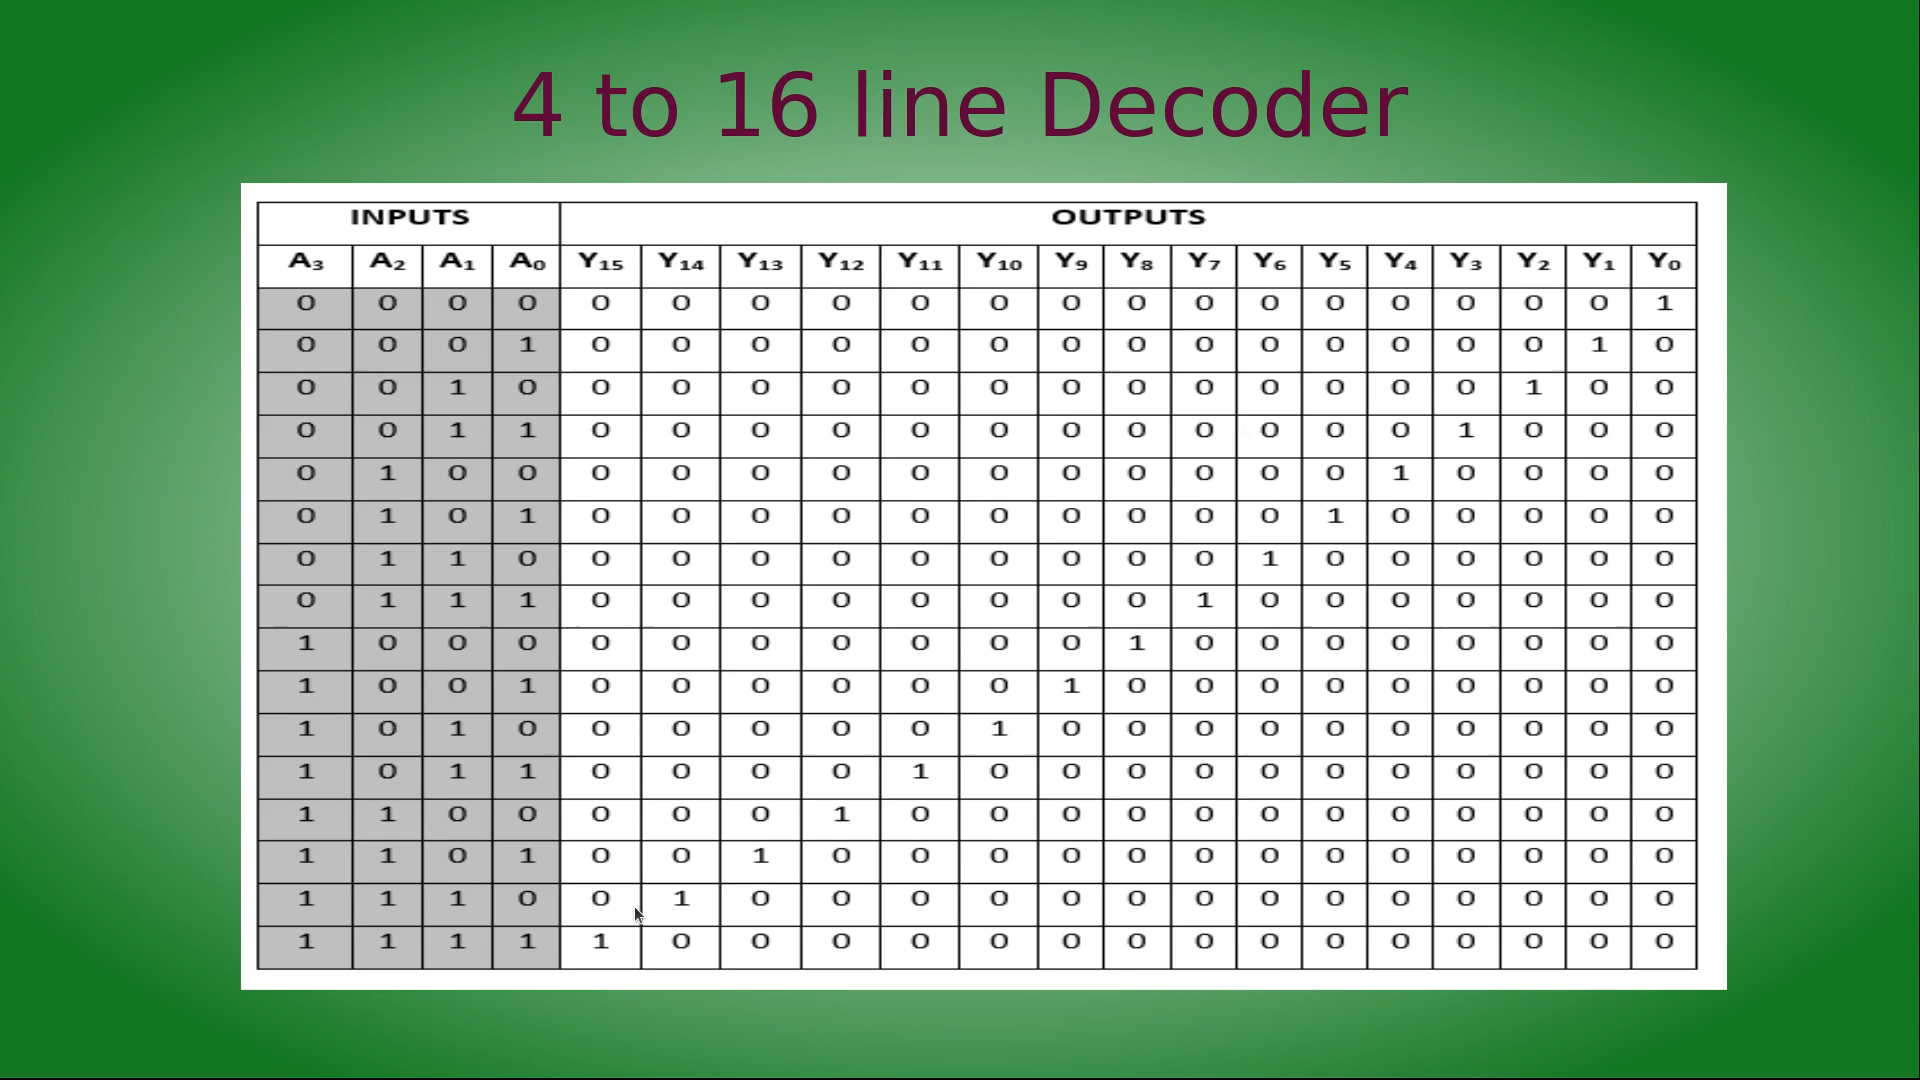 4 to 16 line Decoder
INPUTS OUTPUTS
A₃ A₂ A₁ A₀ Y₁₅ Y₁₄ Y₁₃ Y₁₂ Y₁₁ Y₁₀ Y₉ Y₈ Y₇ Y₆ Y₅ Y₄ Y₃ Y₂ Y₁ Y₀
0 0 0 0 0 0 0 0 0 0 0 0 0 0 0 0 0 0 0 1
0 0 0 1 0 0 0 0 0 0 0 0 0 0 0 0 0 0 1 0
0 0 1 0 0 0 0 0 0 0 0 0 0 0 0 0 0 1 0 0
0 0 1 1 0 0 0 0 0 0 0 0 0 0 0 0 1 0 0 0
0 1 0 0 0 0 0 0 0 0 0 0 0 0 0 1 0 0 0 0
0 1 0 1 0 0 0 0 0 0 0 0 0 0 1 0 0 0 0 0
0 1 1 0 0 0 0 0 0 0 0 0 0 1 0 0 0 0 0 0
0 1 1 1 0 0 0 0 0 0 0 0 1 0 0 0 0 0 0 0
1 0 0 0 0 0 0 0 0 0 0 1 0 0 0 0 0 0 0 0
1 0 0 1 0 0 0 0 0 0 1 0 0 0 0 0 0 0 0 0
1 0 1 0 0 0 0 0 0 1 0 0 0 0 0 0 0 0 0 0
1 0 1 1 0 0 0 0 1 0 0 0 0 0 0 0 0 0 0 0
1 1 0 0 0 0 0 1 0 0 0 0 0 0 0 0 0 0 0 0
1 1 0 1 0 0 1 0 0 0 0 0 0 0 0 0 0 0 0 0
1 1 1 0 0 1 0 0 0 0 0 0 0 0 0 0 0 0 0 0
1 1 1 1 1 0 0 0 0 0 0 0 0 0 0 0 0 0 0 0